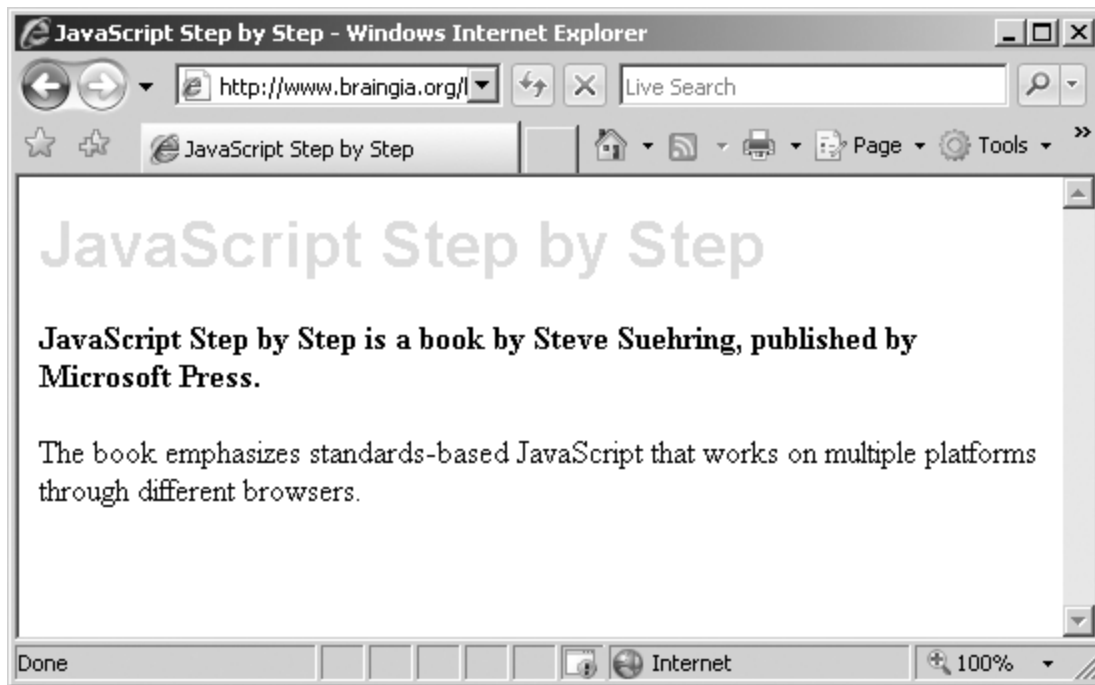 JavaScript Step by Step - Windows Internet Explorer
http://www.braingia.org/l
Live Search
JavaScript Step by Step
Page
Tools
JavaScript Step by Step
JavaScript Step by Step is a book by Steve Suehring, published by
Microsoft Press.
The book emphasizes standards-based JavaScript that works on multiple platforms
through different browsers.
Done
Internet
100%